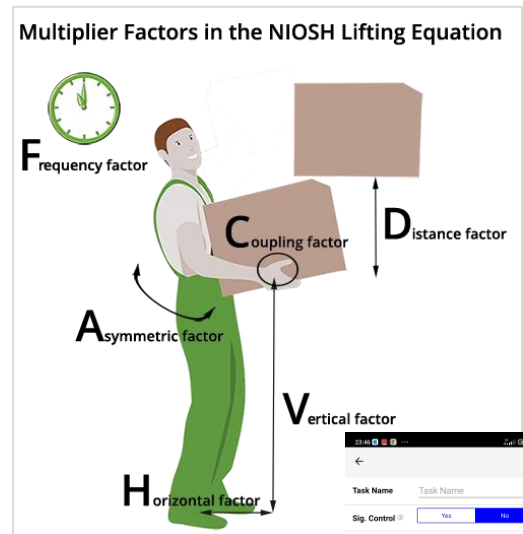 Multiplier Factors in the NIOSH Lifting Equation
Frequency factor
Coupling factor
Distance factor
Asymmetric factor
Vertical factor
Horizontal factor
23:46
Task Name Task Name
Sig. Control Yes No